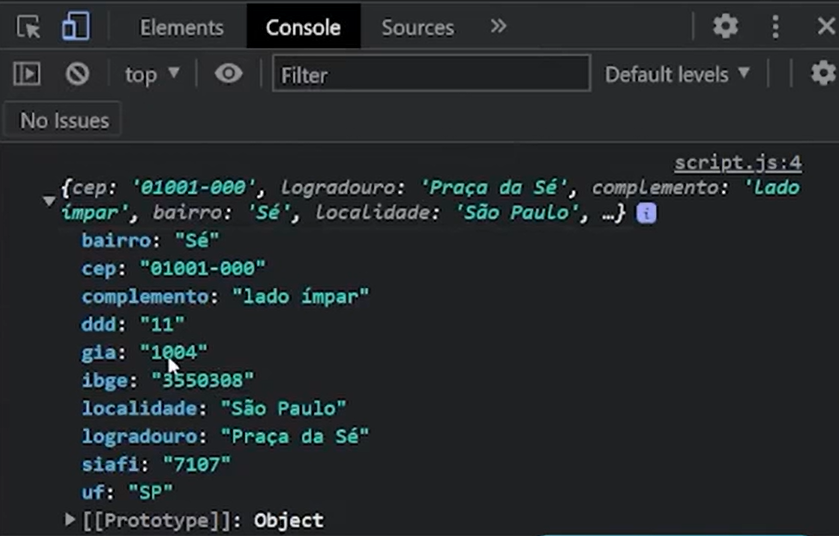 Elements Console Sources »
top ▼ Filter Default levels ▼
No Issues
script.js:4
{cep: '01001-000', logradouro: 'Praça da Sé', complemento: 'lado
ímpar', bairro: 'Sé', localidade: 'São Paulo', …} i
bairro: "Sé"
cep: "01001-000"
complemento: "lado ímpar"
ddd: "11"
gia: "1004"
ibge: "3550308"
localidade: "São Paulo"
logradouro: "Praça da Sé"
siafi: "7107"
uf: "SP"
[[Prototype]]: Object